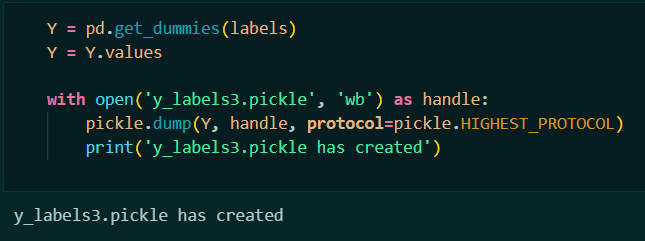 Y = pd.get_dummies(labels)
Y = Y.values
with open('y_labels3.pickle', 'wb') as handle:
pickle.dump(Y, handle, protocol=pickle.HIGHEST_PROTOCOL)
print('y_labels3.pickle has created')
y_labels3.pickle has created